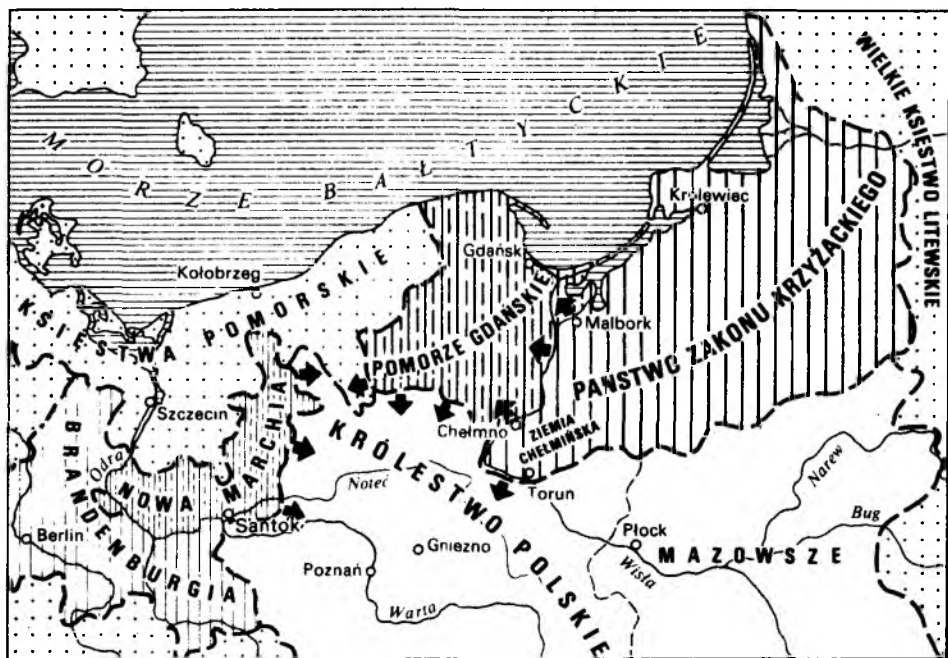 MORZE BAŁTYCKIE
WIELKIE KSIĘSTWO LITEWSKIE
Królewiec
Gdańsk
Kołobrzeg
KSIĘSTWA POMORSKIE
POMORZE GDAŃSKIE
Malbork
PAŃSTWO ZAKONU KRZYŻACKIEGO
Szczecin
Chełmno
ZIEMIA
CHEŁMIŃSKA
Odra
NOWA MARCHIA
KRÓLESTWO POLSKIE
Toruń
Noteć
Narew
Santok
Berlin
BRANDENBURGIA
Gniezno
Płock
Bug
MAZOWSZE
Wisła
Poznań
Warta